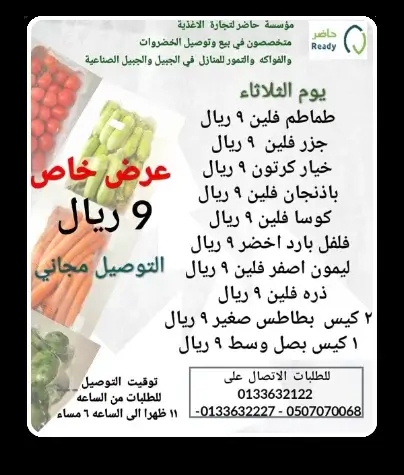 مؤسسة حاضر لتجارة الاغذية
متخصصون في بيع وتوصيل الخضروات
والفواكه والتمور للمنازل في الجبيل والجبيل الصناعية
حاضر
Ready
يوم الثلاثاء
طماطم فلين ٩ ريال
جزر فلين ٩ ريال
خيار كرتون ٩ ريال
باذنجان فلين ٩ ريال
كوسا فلين ٩ ريال
فلفل بارد اخضر ٩ ريال
ليمون اصفر فلين ٩ ريال
ذره فلين ٩ ريال
٢ كيس بطاطس صغير ٩ ريال
١ كيس بصل وسط ٩ ريال
عرض خاص
9 ريال
التوصيل مجاني
توقيت التوصيل
للطلبات من الساعه
١١ ظهرا الى الساعه ٦ مساء
للطلبات الاتصال على
0133632122
0133632227 - 0507070068-